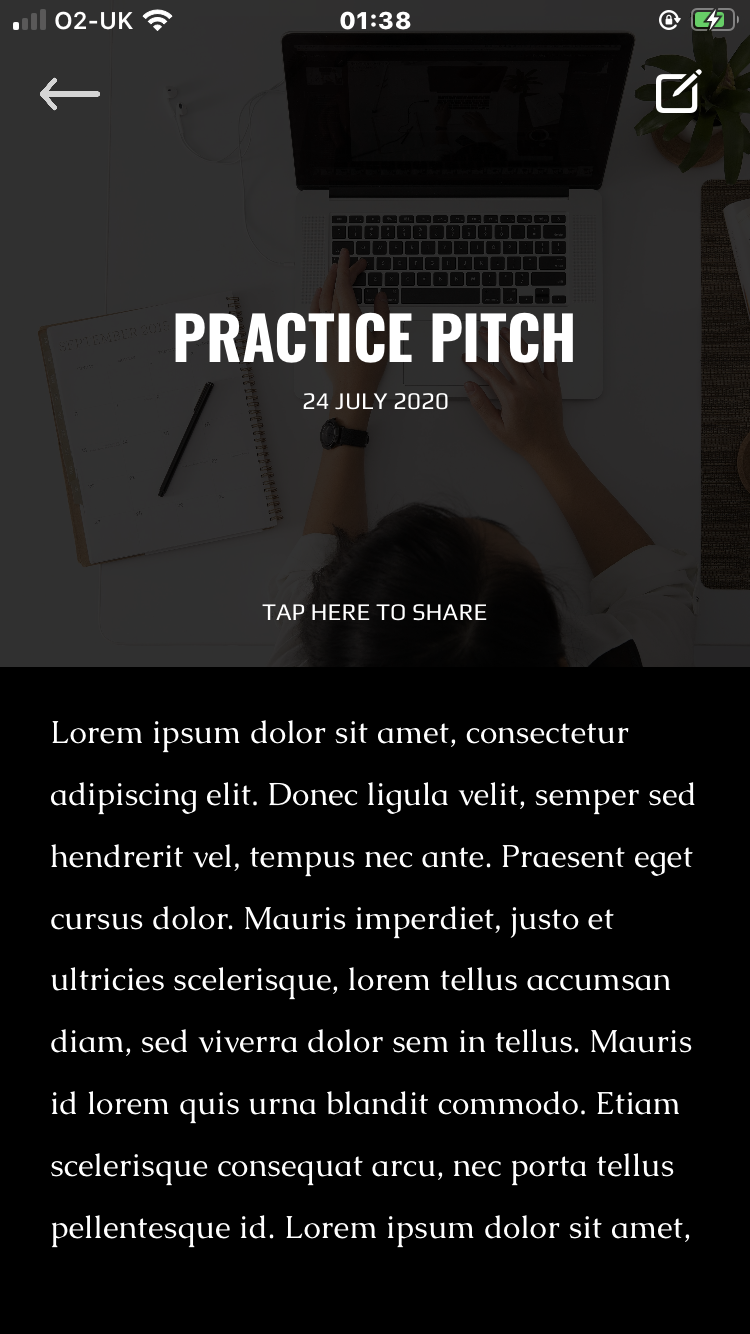 O2-UK 01:38
PRACTICE PITCH
24 JULY 2020
TAP HERE TO SHARE
Lorem ipsum dolor sit amet, consectetur
adipiscing elit. Donec ligula velit, semper sed
hendrerit vel, tempus nec ante. Praesent eget
cursus dolor. Mauris imperdiet, justo et
ultricies scelerisque, lorem tellus accumsan
diam, sed viverra dolor sem in tellus. Mauris
id lorem quis urna blandit commodo. Etiam
scelerisque consequat arcu, nec porta tellus
pellentesque id. Lorem ipsum dolor sit amet,